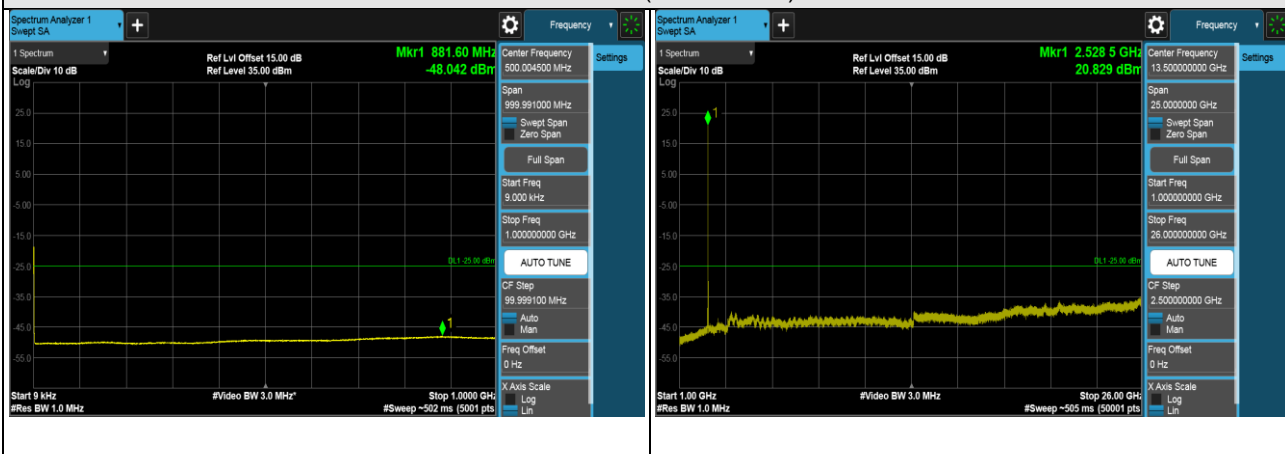 Spectrum Analyzer 1
Swept SA
Frequency
1 Spectrum
Scale/Div 10 dB
Log
Ref Lvl Offset 15.00 dB
Ref Level 35.00 dBm
Mkr1 881.60 MHz
-48.042 dBm
25.0
15.0
5.00
-5.00
-15.0
-25.0
-35.0
-45.0
-55.0
DL1 -25.00 dBm
1
Start 9 kHz
#Res BW 1.0 MHz
#Video BW 3.0 MHz*
Stop 1.0000 GHz
#Sweep ~502 ms (5001 pts
Center Frequency
500.004500 MHz
Span
999.991000 MHz
Swept Span
Zero Span
Full Span
Start Freq
9.000 kHz
Stop Freq
1.000000000 GHz
AUTO TUNE
CF Step
99.999100 MHz
Auto
Man
Freq Offset
0 Hz
X Axis Scale
Log
Lin
Settings
Spectrum Analyzer 1
Swept SA
Frequency
1 Spectrum
Scale/Div 10 dB
Log
Ref Lvl Offset 15.00 dB
Ref Level 35.00 dBm
Mkr1 2.528 5 GHz
20.829 dBm
25.0
15.0
5.00
-5.00
-15.0
-25.0
-35.0
-45.0
-55.0
DL1 -25.00 dBm
1
Start 1.00 GHz
#Res BW 1.0 MHz
#Video BW 3.0 MHz
Stop 26.00 GHz
#Sweep ~505 ms (50001 pts
Center Frequency
13.500000000 GHz
Span
25.0000000 GHz
Swept Span
Zero Span
Full Span
Start Freq
1.000000000 GHz
Stop Freq
26.000000000 GHz
AUTO TUNE
CF Step
2.500000000 GHz
Auto
Man
Freq Offset
0 Hz
X Axis Scale
Log
Lin
Settings